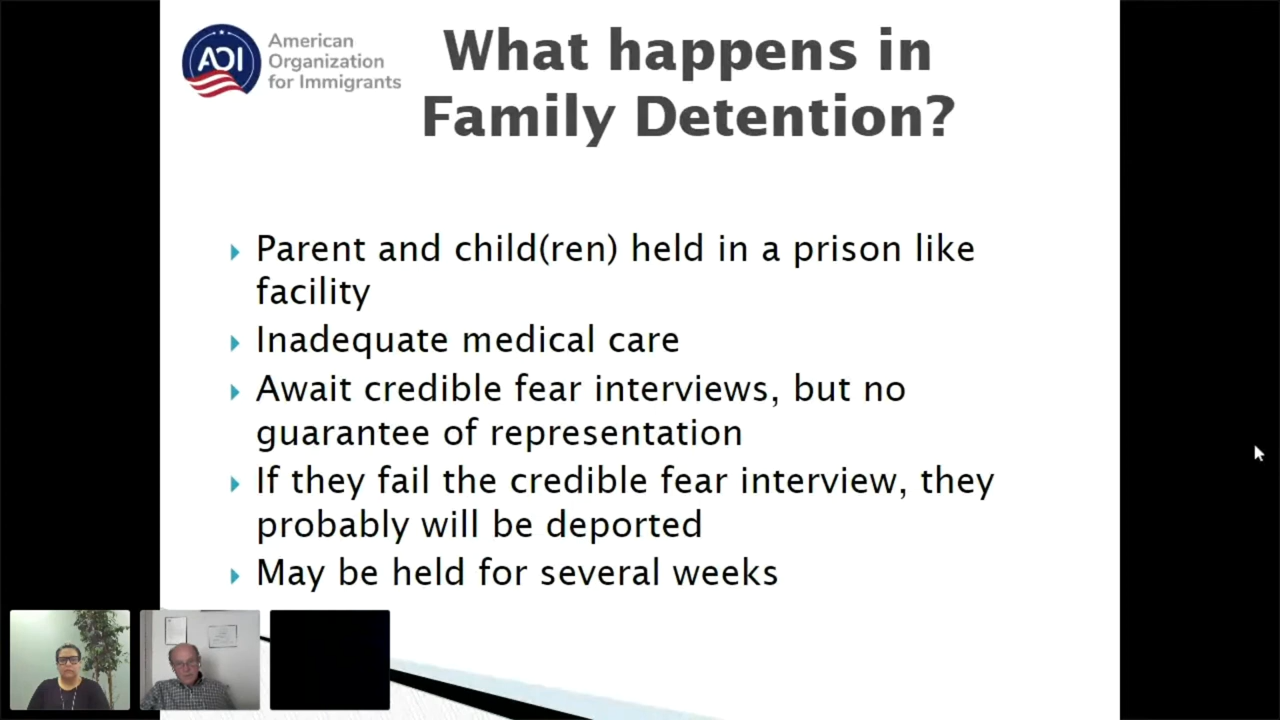 AOI
American
Organization
for Immigrants
What happens in
Family Detention?
Parent and child(ren) held in a prison like
facility
Inadequate medical care
Await credible fear interviews, but no
guarantee of representation
If they fail the credible fear interview, they
probably will be deported
May be held for several weeks